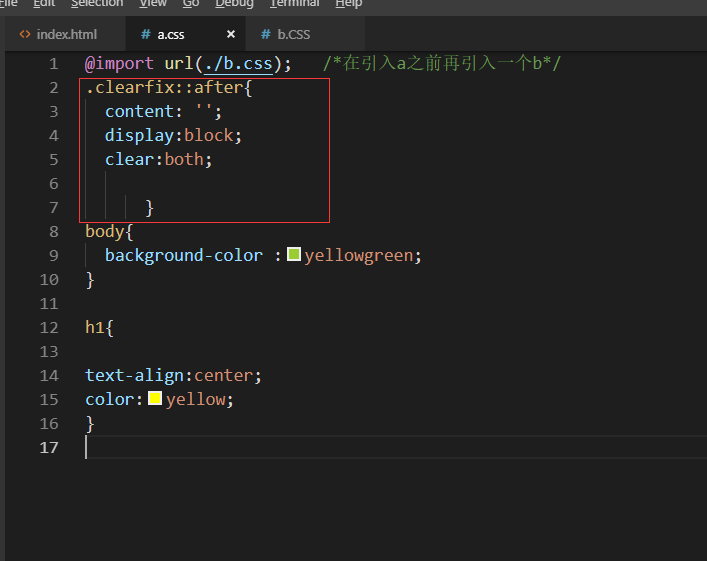 File Edit Selection View Go Debug Terminal Help
<> index.html # a.css × # b.CSS
1 @import url(./b.css); /*在引入a之前再引入一个b*/
2 .clearfix::after{
3 content: '';
4 display:block;
5 clear:both;
6
7 }
8 body{
9 background-color :yellowgreen;
10 }
11
12 h1{
13
14 text-align:center;
15 color:yellow;
16 }
17